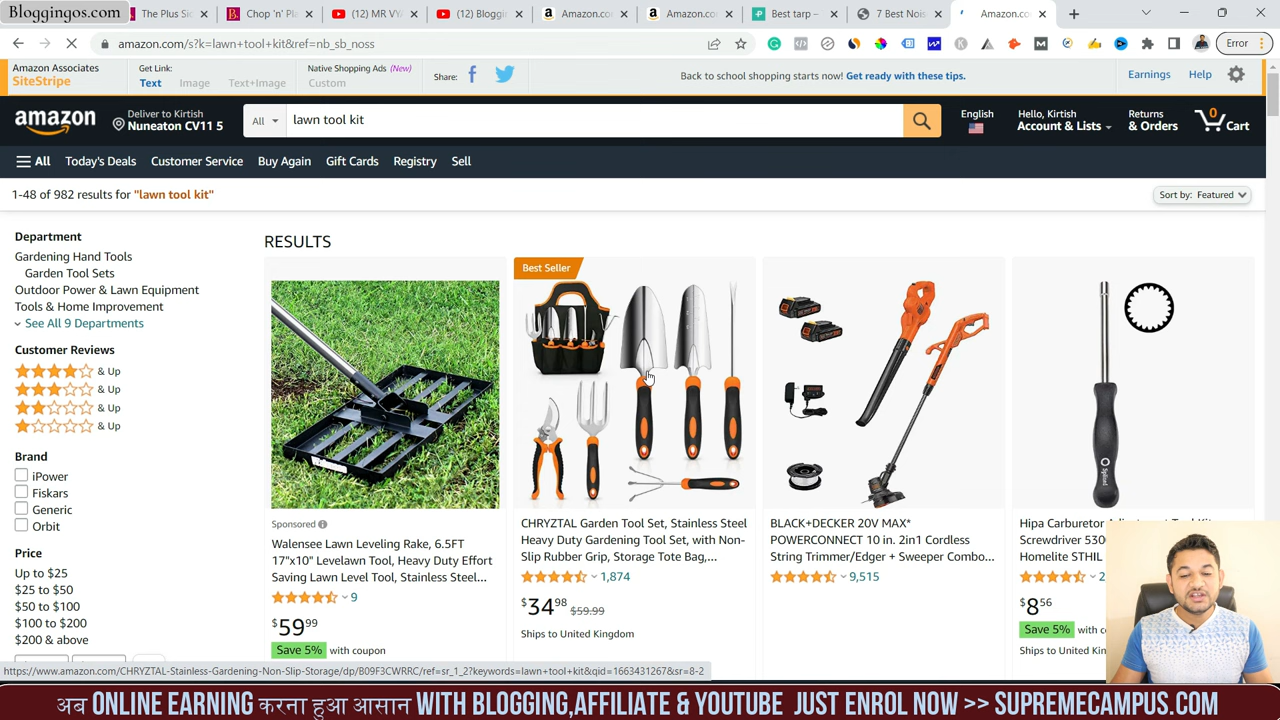 Bloggingos.com
The Plus Sid
Chop 'n' Pla
(12) MR VYA
(12) Bloggin
Amazon.com
Amazon.com
Best tarp –
7 Best Nois
Amazon.co
amazon.com/s?k=lawn+tool+kit&ref=nb_sb_noss
Error
Amazon Associates
SiteStripe
Get Link:
Text
Image
Text+Image
Native Shopping Ads (New)
Custom
Share:
Back to school shopping starts now! Get ready with these tips.
Earnings
Help
amazon
Deliver to Kirtish
Nuneaton CV11 5
All
lawn tool kit
English
Hello, Kirtish
Account & Lists
Returns
& Orders
0
Cart
All
Today's Deals
Customer Service
Buy Again
Gift Cards
Registry
Sell
1-48 of 982 results for "lawn tool kit"
Sort by: Featured
Department
Gardening Hand Tools
Garden Tool Sets
Outdoor Power & Lawn Equipment
Tools & Home Improvement
See All 9 Departments
Customer Reviews
& Up
& Up
& Up
& Up
Brand
iPower
Fiskars
Generic
Orbit
Price
Up to $25
$25 to $50
$50 to $100
$100 to $200
$200 & above
RESULTS
Sponsored
Walensee Lawn Leveling Rake, 6.5FT
17"x10" Levelawn Tool, Heavy Duty Effort
Saving Lawn Level Tool, Stainless Steel...
9
$59 99
Save 5% with coupon
Best Seller
CHRYZTAL Garden Tool Set, Stainless Steel
Heavy Duty Gardening Tool Set, with Non-
Slip Rubber Grip, Storage Tote Bag,...
1,874
$34 98 $59.99
Ships to United Kingdom
BLACK+DECKER 20V MAX*
POWERCONNECT 10 in. 2in1 Cordless
String Trimmer/Edger + Sweeper Combo...
9,515
Hipa Carburetor Adjustment Tool Kit
Screwdriver 530
Homelite STHIL
2
$8 56
Save 5% with co
Ships to United Kin
https://www.amazon.com/CHRYZTAL-Stainless-Gardening-Non-Slip-Storage/dp/B09F3CWRRC/ref=sr_1_2?keywords=lawn+tool+kit&qid=1663431267&sr=8-2
अब ONLINE EARNING करना हुआ आसान WITH BLOGGING,AFFILIATE & YOUTUBE JUST ENROL NOW >> SUPREMECAMPUS.COM